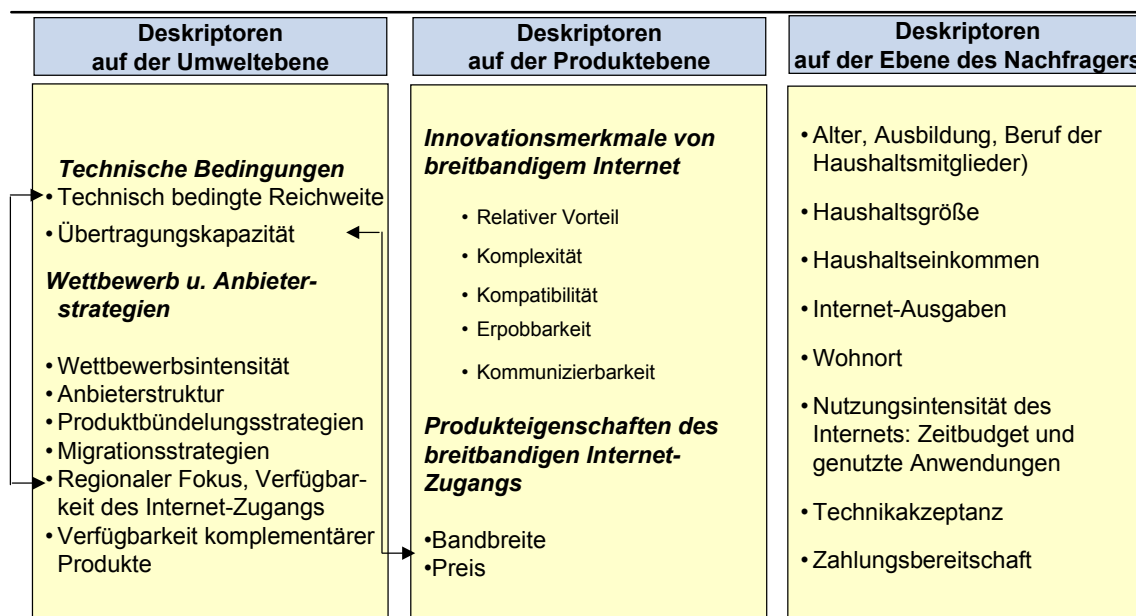 Deskriptoren
auf der Umweltebene
Technische Bedingungen
• Technisch bedingte Reichweite
• Übertragungskapazität
Wettbewerb u. Anbieter-
strategien
• Wettbewerbsintensität
• Anbieterstruktur
• Produktbündelungsstrategien
• Migrationsstrategien
• Regionaler Fokus, Verfügbar-
keit des Internet-Zugangs
• Verfügbarkeit komplementärer
Produkte
Deskriptoren
auf der Produktebene
Innovationsmerkmale von
breitbandigem Internet
• Relativer Vorteil
• Komplexität
• Kompatibilität
• Erpobbarkeit
• Kommunizierbarkeit
Produkteigenschaften des
breitbandigen Internet-
Zugangs
•Bandbreite
•Preis
Deskriptoren
auf der Ebene des Nachfragers
• Alter, Ausbildung, Beruf der
Haushaltsmitglieder)
• Haushaltsgröße
• Haushaltseinkommen
• Internet-Ausgaben
• Wohnort
• Nutzungsintensität des
Internets: Zeitbudget und
genutzte Anwendungen
• Technikakzeptanz
• Zahlungsbereitschaft